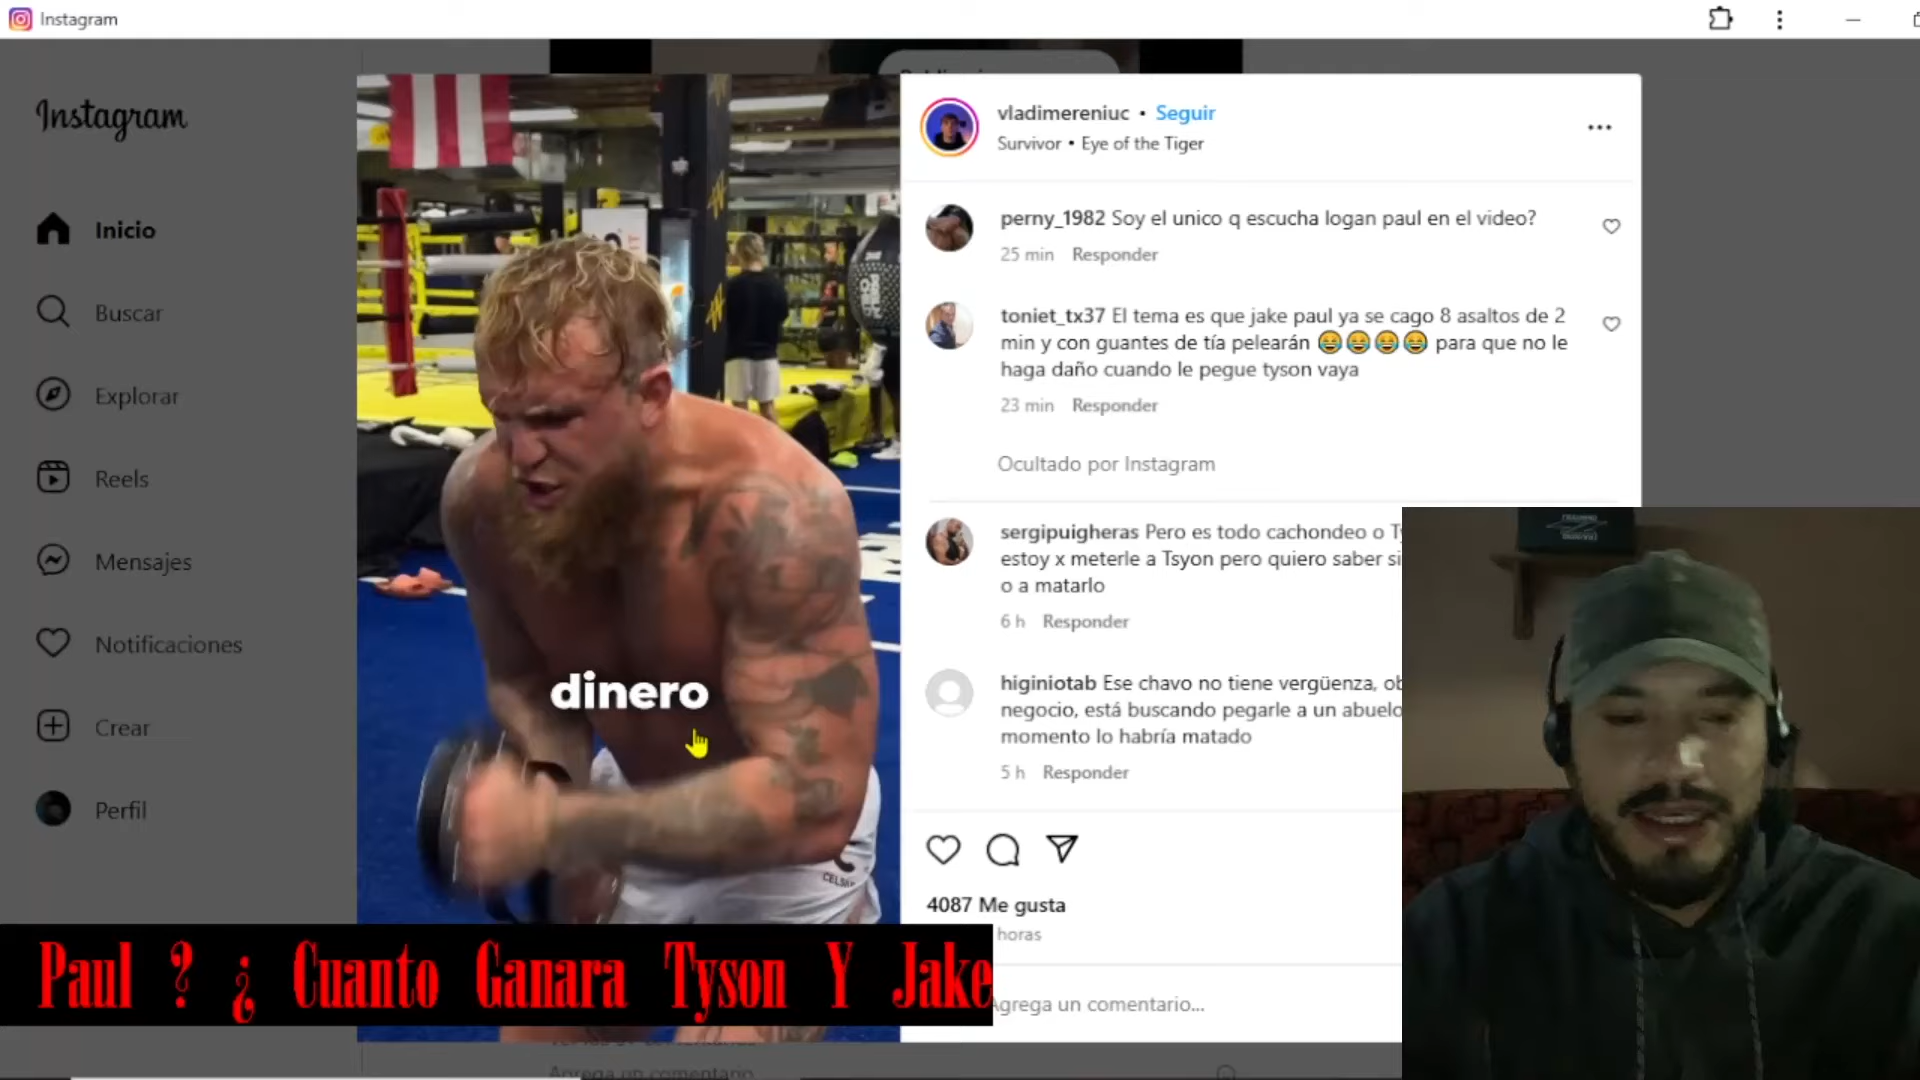 Instagram
Instagram
Inicio
Buscar
Explorar
Reels
Mensajes
Notificaciones
Crear
Perfil
dinero
CELSI
vladimereniuc • Seguir
Survivor • Eye of the Tiger
perny_1982 Soy el unico q escucha logan paul en el video?
25 min Responder
toniet_tx37 El tema es que jake paul ya se cago 8 asaltos de 2
min y con guantes de tía pelearán 😂😂😂😂 para que no le
haga daño cuando le pegue tyson vaya
23 min Responder
Ocultado por Instagram
sergipuigheras Pero es todo cachondeo o Ty
estoy x meterle a Tsyon pero quiero saber si
o a matarlo
6 h Responder
higiniotab Ese chavo no tiene vergüenza, ob
negocio, está buscando pegarle a un abuelo
momento lo habría matado
5 h Responder
4087 Me gusta
horas
Agrega un comentario...
Paul ? ¿ Cuanto Ganara Tyson Y Jake
Agrega un comentario